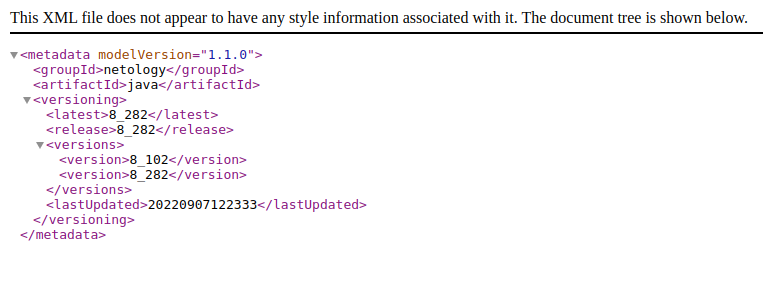 This XML file does not appear to have any style information associated with it. The document tree is shown below.
▼<metadata modelVersion="1.1.0">
<groupId>netology</groupId>
<artifactId>java</artifactId>
▼<versioning>
<latest>8_282</latest>
<release>8_282</release>
▼<versions>
<version>8_102</version>
<version>8_282</version>
</versions>
<lastUpdated>20220907122333</lastUpdated>
</versioning>
</metadata>